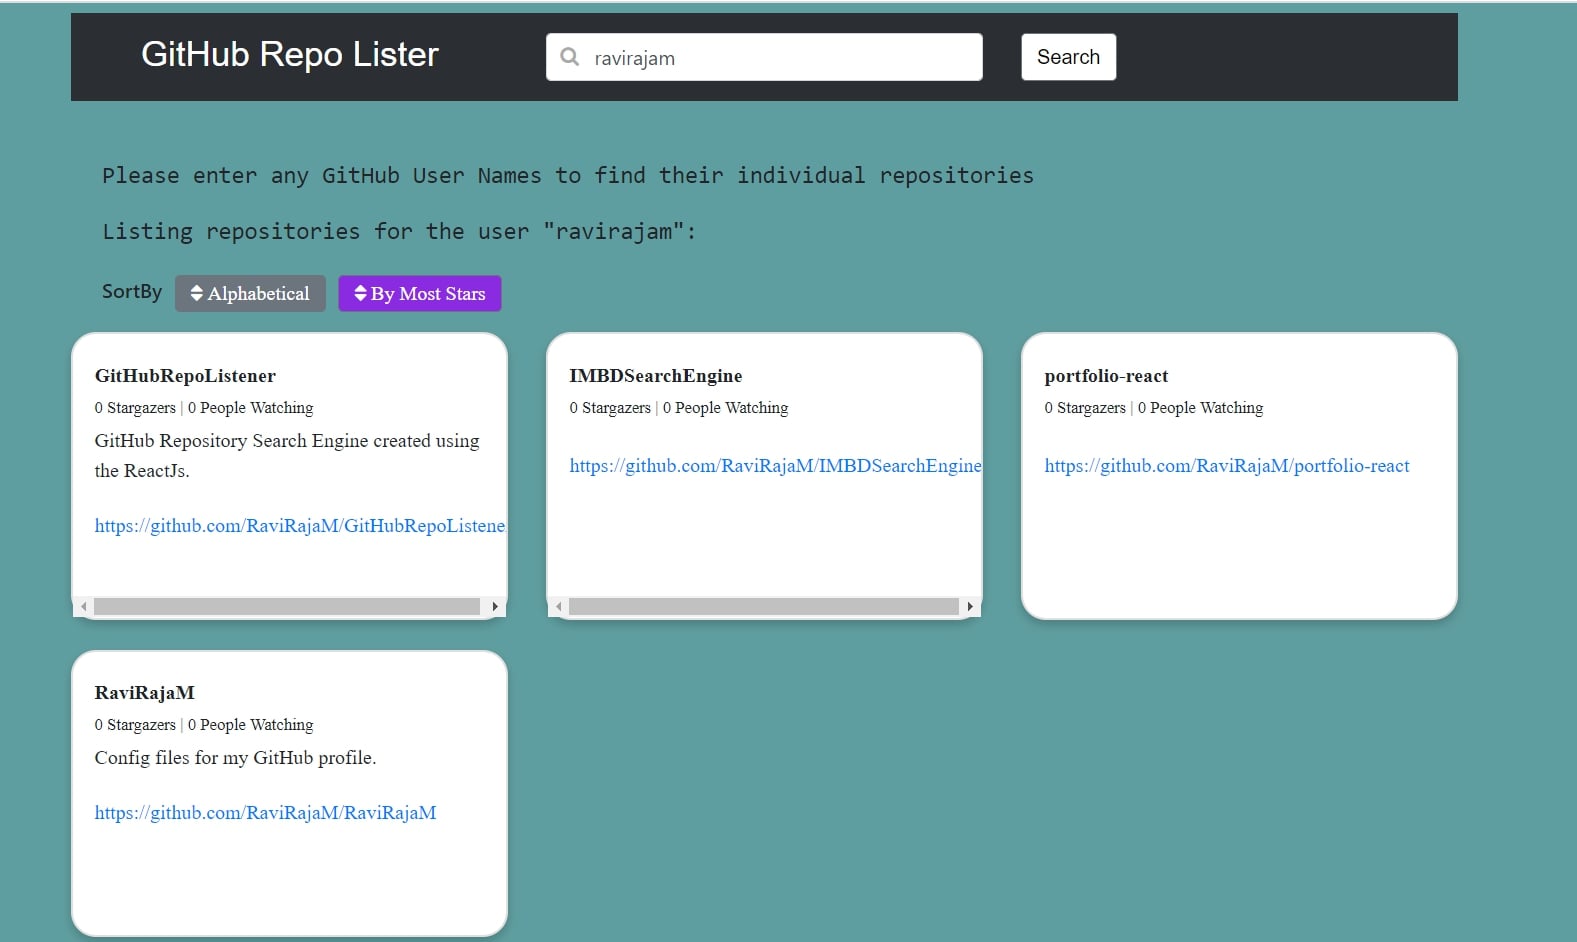 GitHub Repo Lister
ravirajam
Search
Please enter any GitHub User Names to find their individual repositories
Listing repositories for the user "ravirajam":
SortBy
Alphabetical
By Most Stars
GitHubRepoListener
0 Stargazers | 0 People Watching
GitHub Repository Search Engine created using
the ReactJs.
https://github.com/RaviRajaM/GitHubRepoListene
IMBDSearchEngine
0 Stargazers | 0 People Watching
https://github.com/RaviRajaM/IMBDSearchEngine
portfolio-react
0 Stargazers | 0 People Watching
https://github.com/RaviRajaM/portfolio-react
RaviRajaM
0 Stargazers | 0 People Watching
Config files for my GitHub profile.
https://github.com/RaviRajaM/RaviRajaM